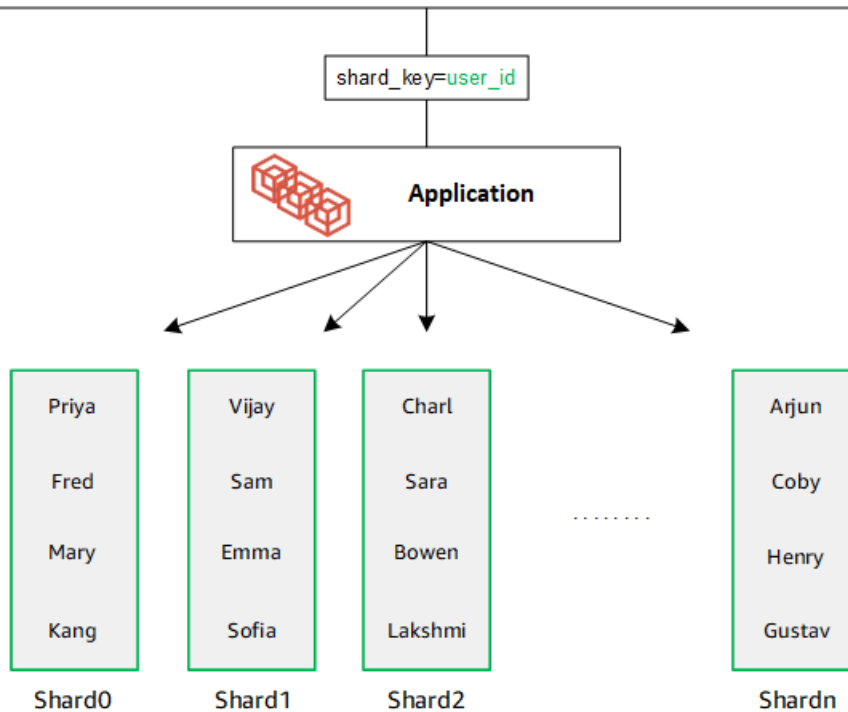 shard_key=user_id
Application
Priya
Fred
Mary
Kang
Shard0
Vijay
Sam
Emma
Sofia
Shard1
Charl
Sara
Bowen
Lakshmi
Shard2
........
Arjun
Coby
Henry
Gustav
Shardn